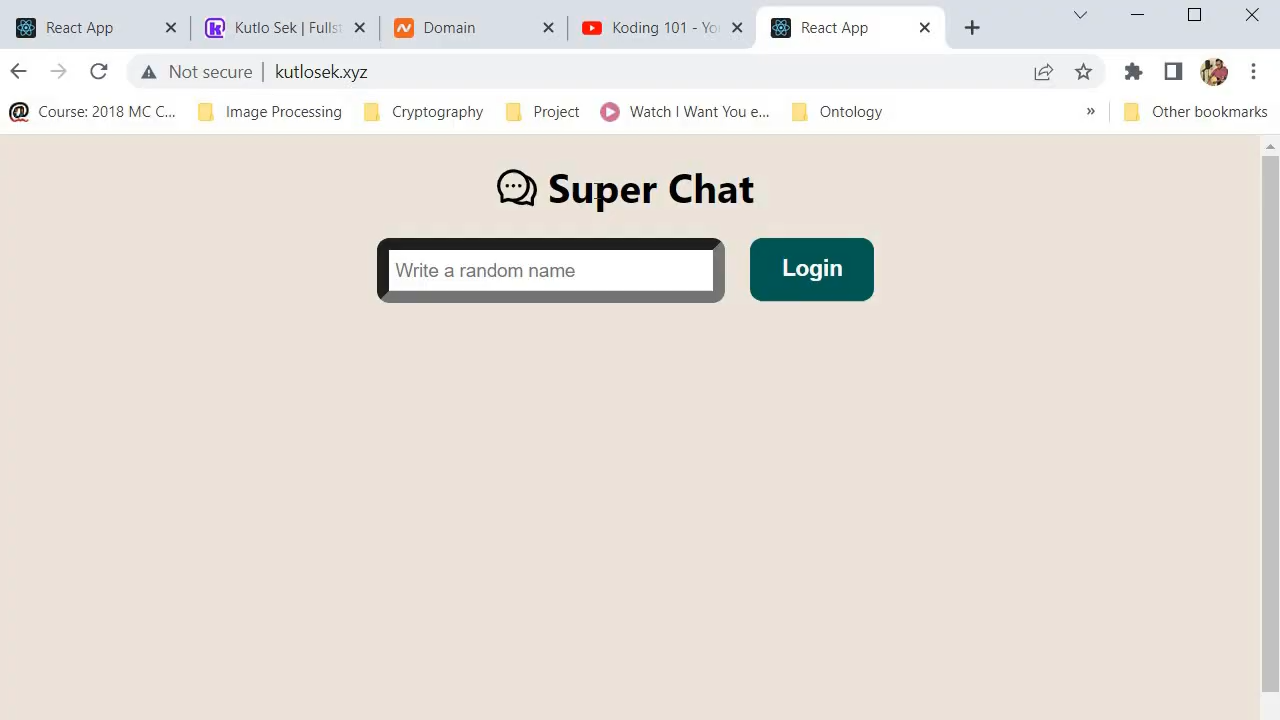 React App
Kutlo Sek | Fullst
Domain
Koding 101 - Yo
React App
Not secure
kutlosek.xyz
Course: 2018 MC C...
Image Processing
Cryptography
Project
Watch I Want You e...
Ontology
»
Other bookmarks
Super Chat
Write a random name
Login